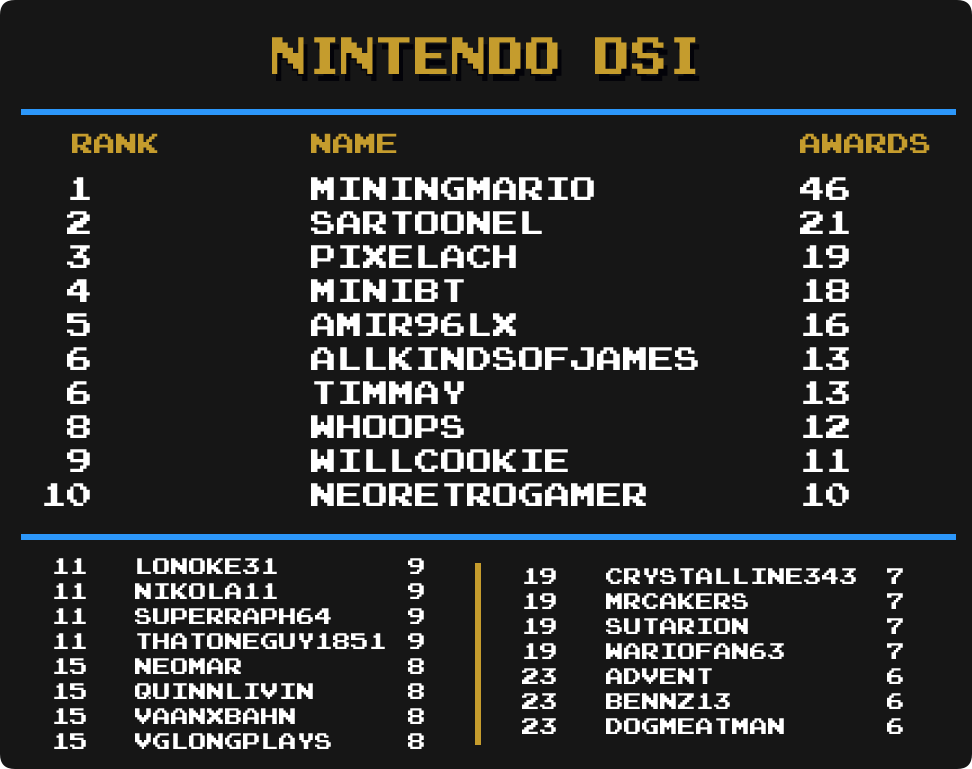 NINTENDO DSI
RANK NAME AWARDS
1 MININGMARIO 46
2 SARTOONEL 21
3 PIXELACH 19
4 MINIBT 18
5 AMIR96LX 16
6 ALLKINDSOFJAMES 13
6 TIMMAY 13
8 WHOOPS 12
9 WILLCOOKIE 11
10 NEORETROGAMER 10
11 LONOKE31 9
11 NIKOLA11 9
11 SUPERRAPH64 9
11 THATONEGUY1851 9
15 NEOMAR 8
15 QUINNLIVIN 8
15 VAANXBAHN 8
15 VGLONGPLAYS 8
19 CRYSTALLINE343 7
19 MRCAKERS 7
19 SUTARION 7
19 WARIOFAN63 7
23 ADVENT 6
23 BENNZ13 6
23 DOGMEATMAN 6